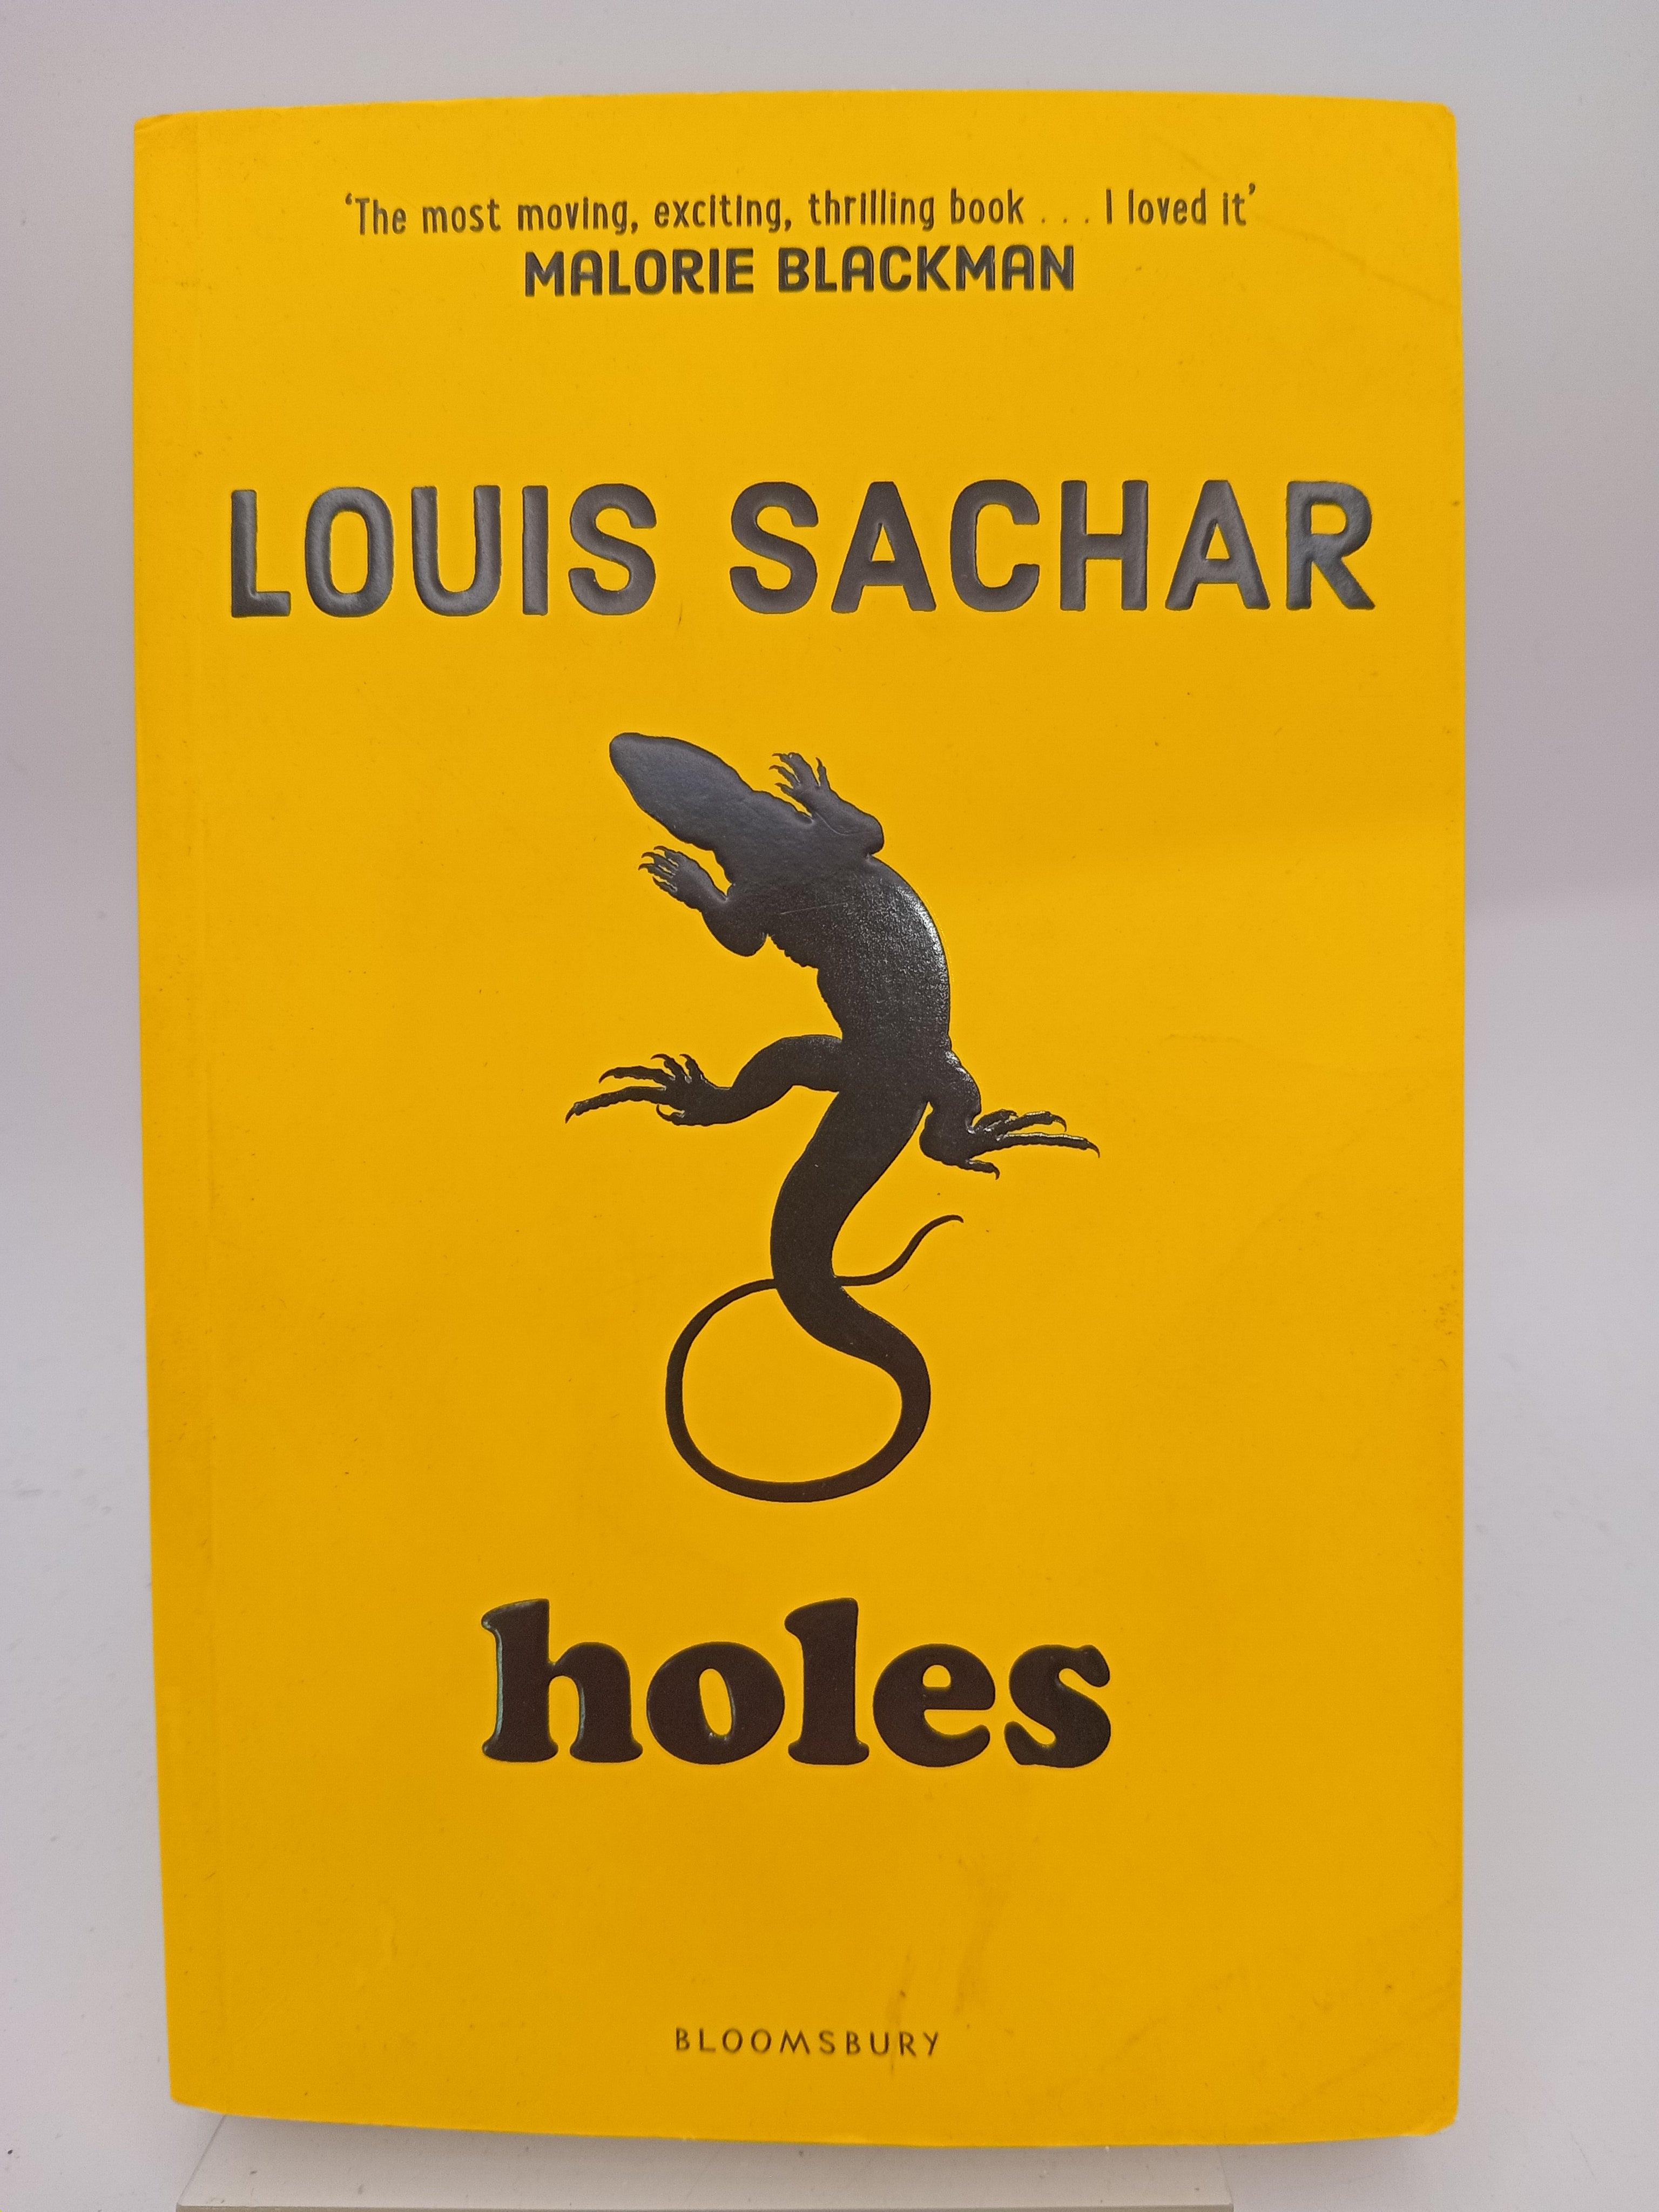 ‘The most moving, exciting, thrilling book . . . I loved it’
MALORIE BLACKMAN
LOUIS SACHAR
holes
BLOOMSBURY